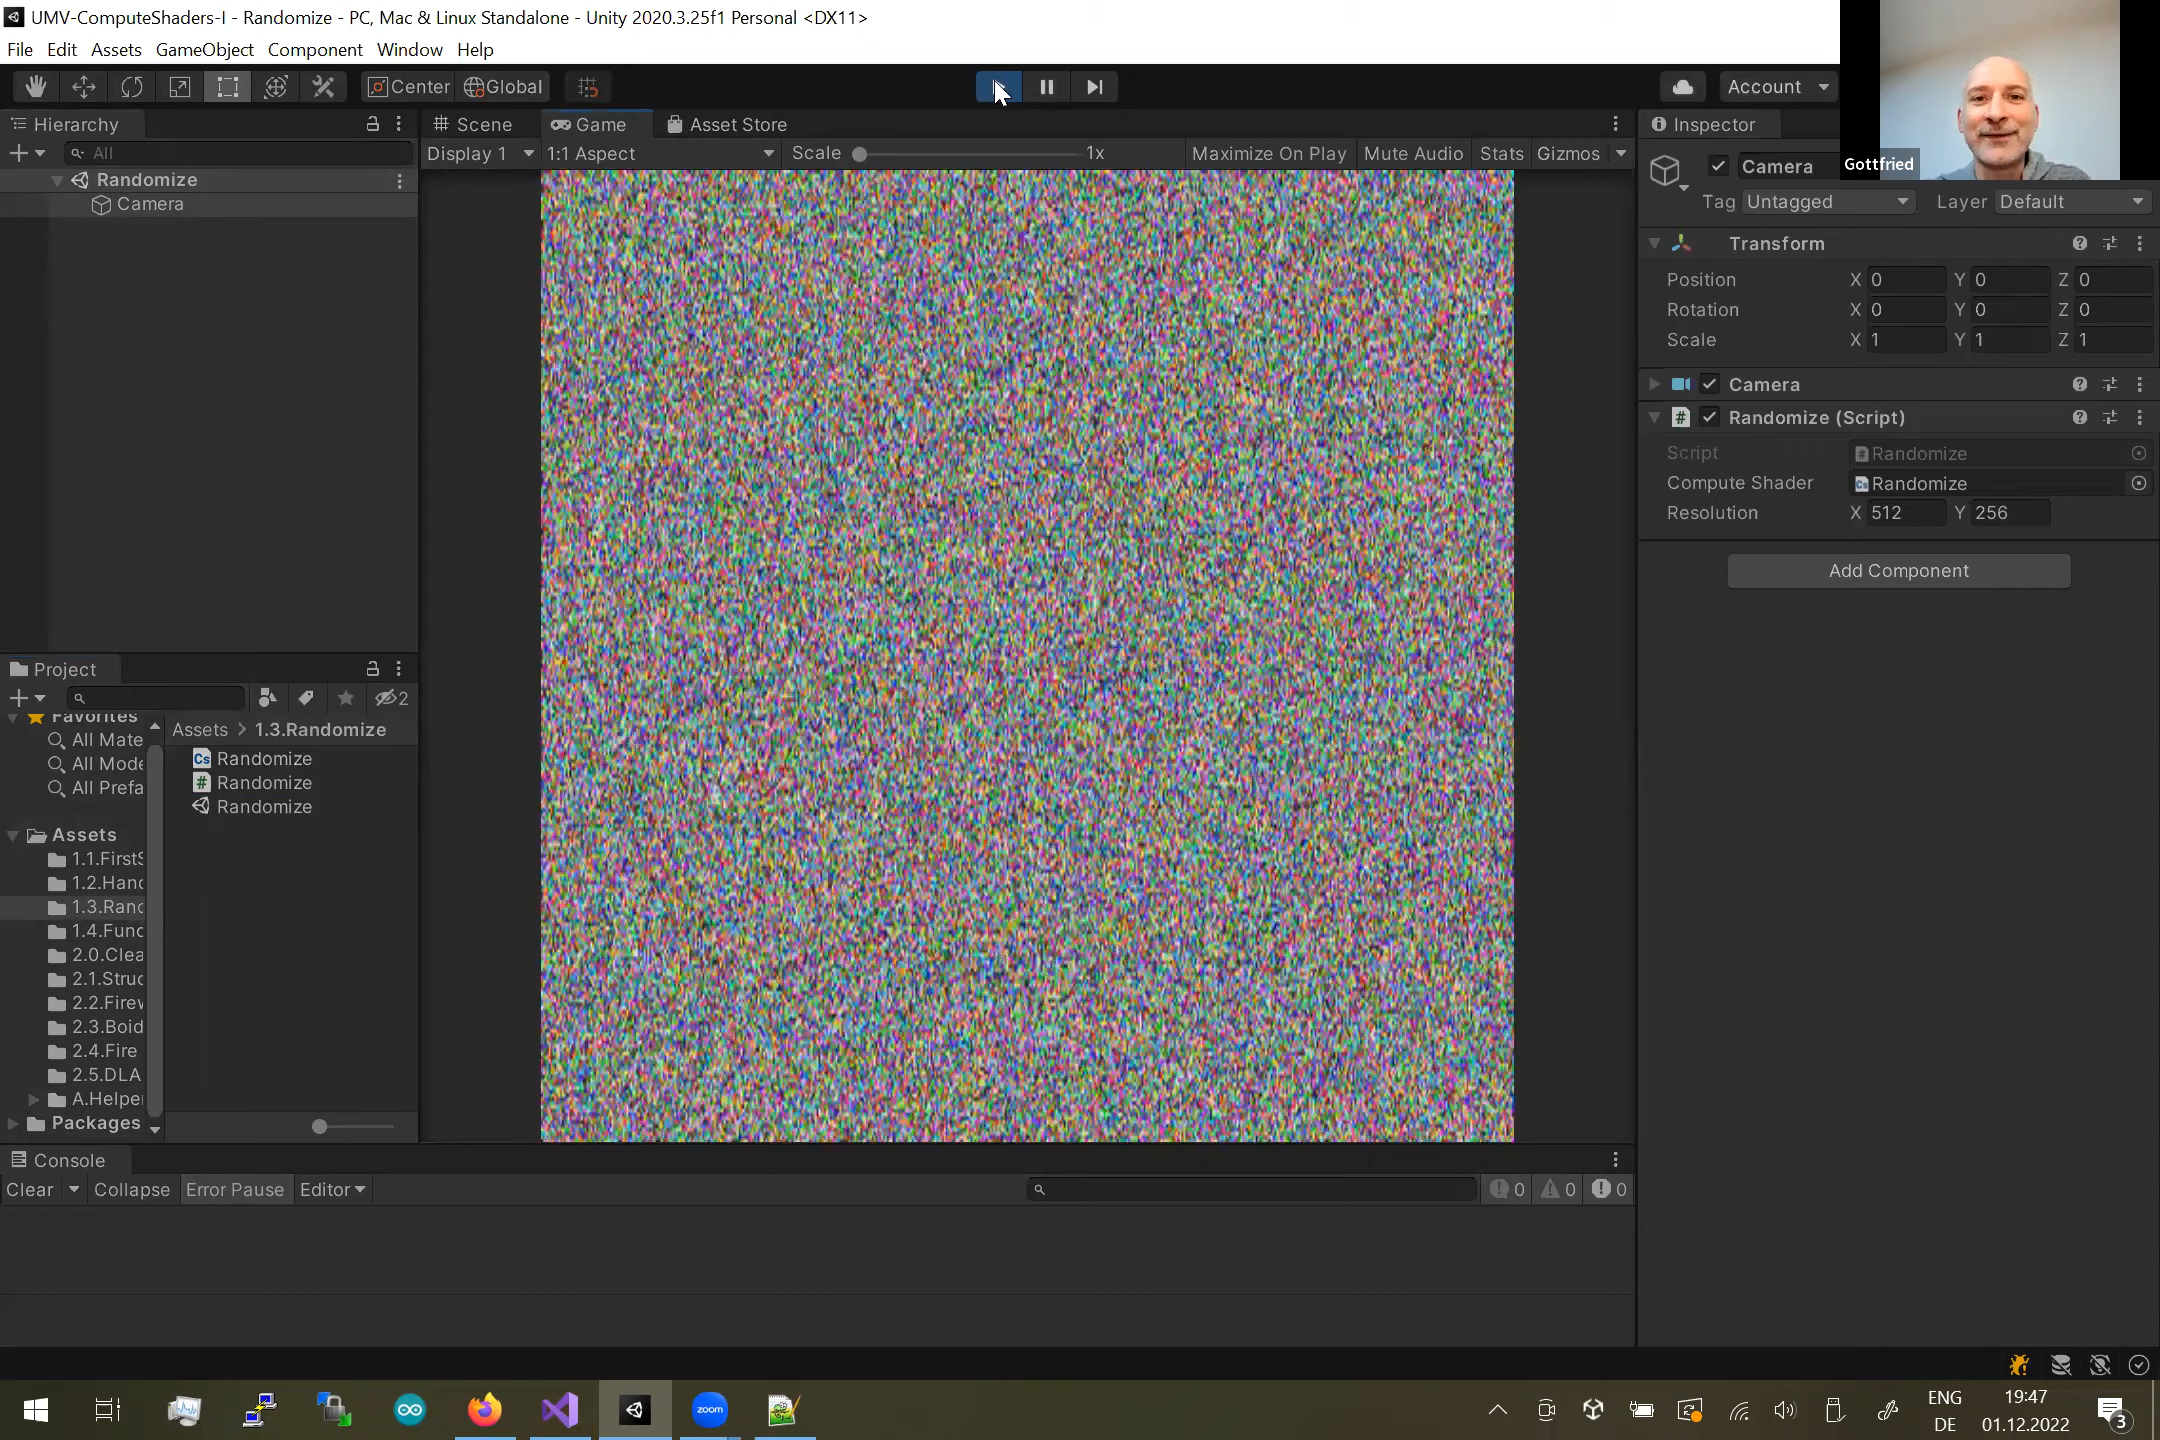 UMV-ComputeShaders-I - Randomize - PC, Mac & Linux Standalone - Unity 2020.3.25f1 Personal <DX11>
File Edit Assets GameObject Component Window Help
Center Global Account
Gottfried
Hierarchy
All
Randomize
Camera
Scene Game Asset Store
Display 1 1:1 Aspect Scale 1x Maximize On Play Mute Audio Stats Gizmos
Inspector
Camera
Tag Untagged Layer Default
Transform
Position X 0 Y 0 Z 0
Rotation X 0 Y 0 Z 0
Scale X 1 Y 1 Z 1
Camera
Randomize (Script)
Script Randomize
Compute Shader Randomize
Resolution X 512 Y 256
Add Component
Project
2
Favorites
All Mate
All Mode
All Prefa
Assets
1.1.FirstS
1.2.Hand
1.3.Rand
1.4.Func
2.0.Clea
2.1.Struc
2.2.Firew
2.3.Boid
2.4.Fire
2.5.DLA
A.Helper
Packages
Assets > 1.3.Randomize
Cs Randomize
# Randomize
Randomize
Console
Clear Collapse Error Pause Editor 0 0 0
zoom
ENG
DE
19:47
01.12.2022
3